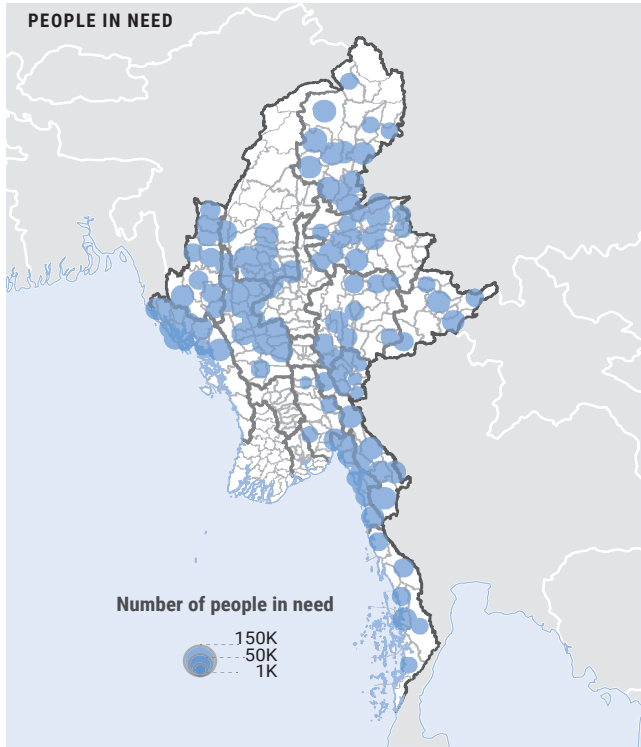 PEOPLE IN NEED
Number of people in need
150K
50K
1K